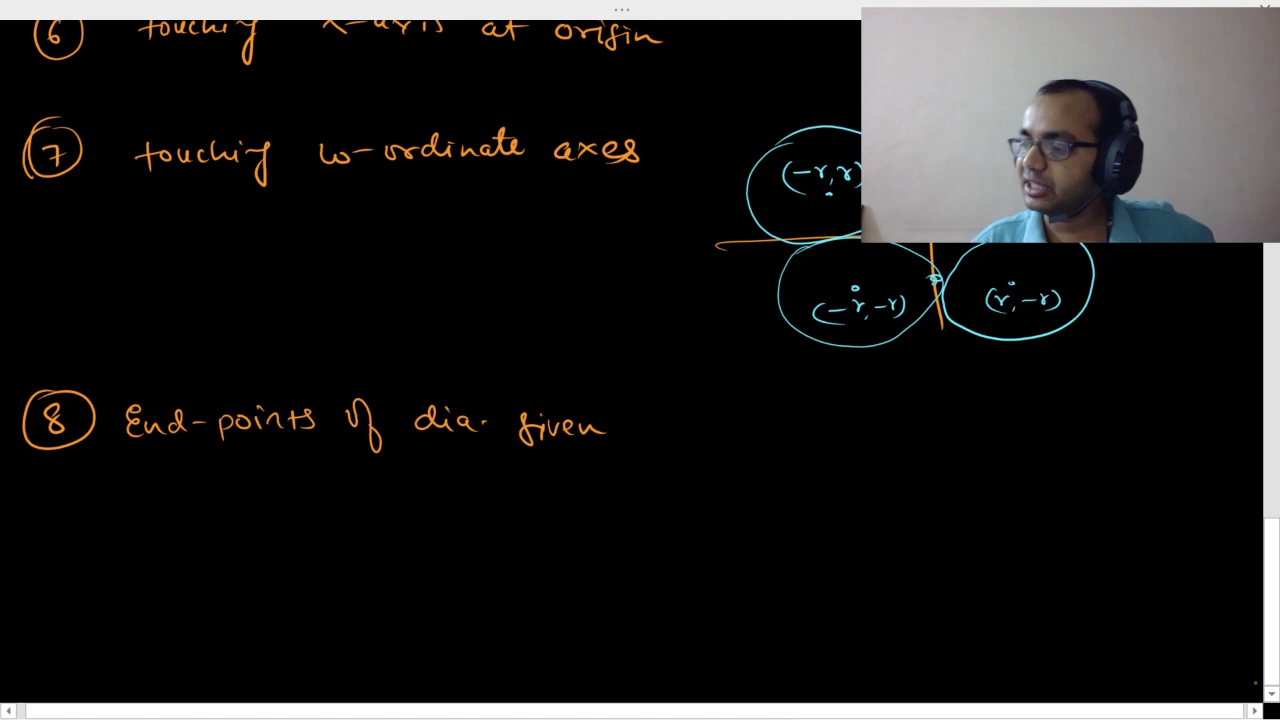 6 touching x-axis at origin
7 touching co-ordinate axes
(-r, r)
(-r, -r)
(r, -r)
8 End-points of dia. given